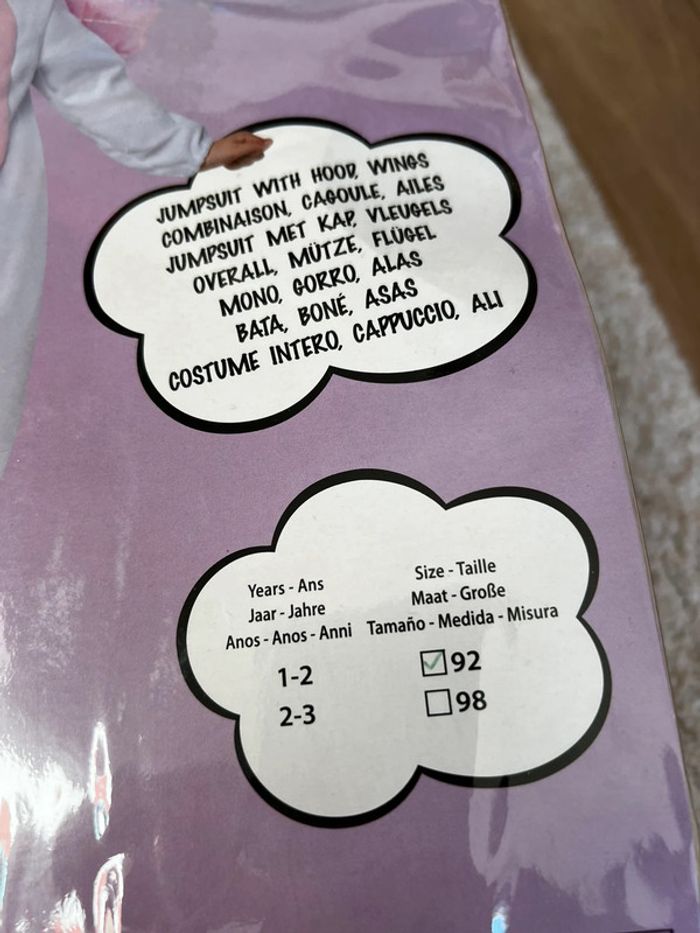 JUMPSUIT WITH HOOD, WINGS
COMBINAISON, CAGOULE, AILES
JUMPSUIT MET KAP, VLEUGELS
OVERALL, MÜTZE, FLÜGEL
MONO, GORRO, ALAS
BATA, BONÉ, ASAS
COSTUME INTERO, CAPPUCCIO, ALI
Years - Ans
Jaar - Jahre
Anos - Anos - Anni
Size - Taille
Maat - Große
Tamaño - Medida - Misura
1-2 92
2-3 98